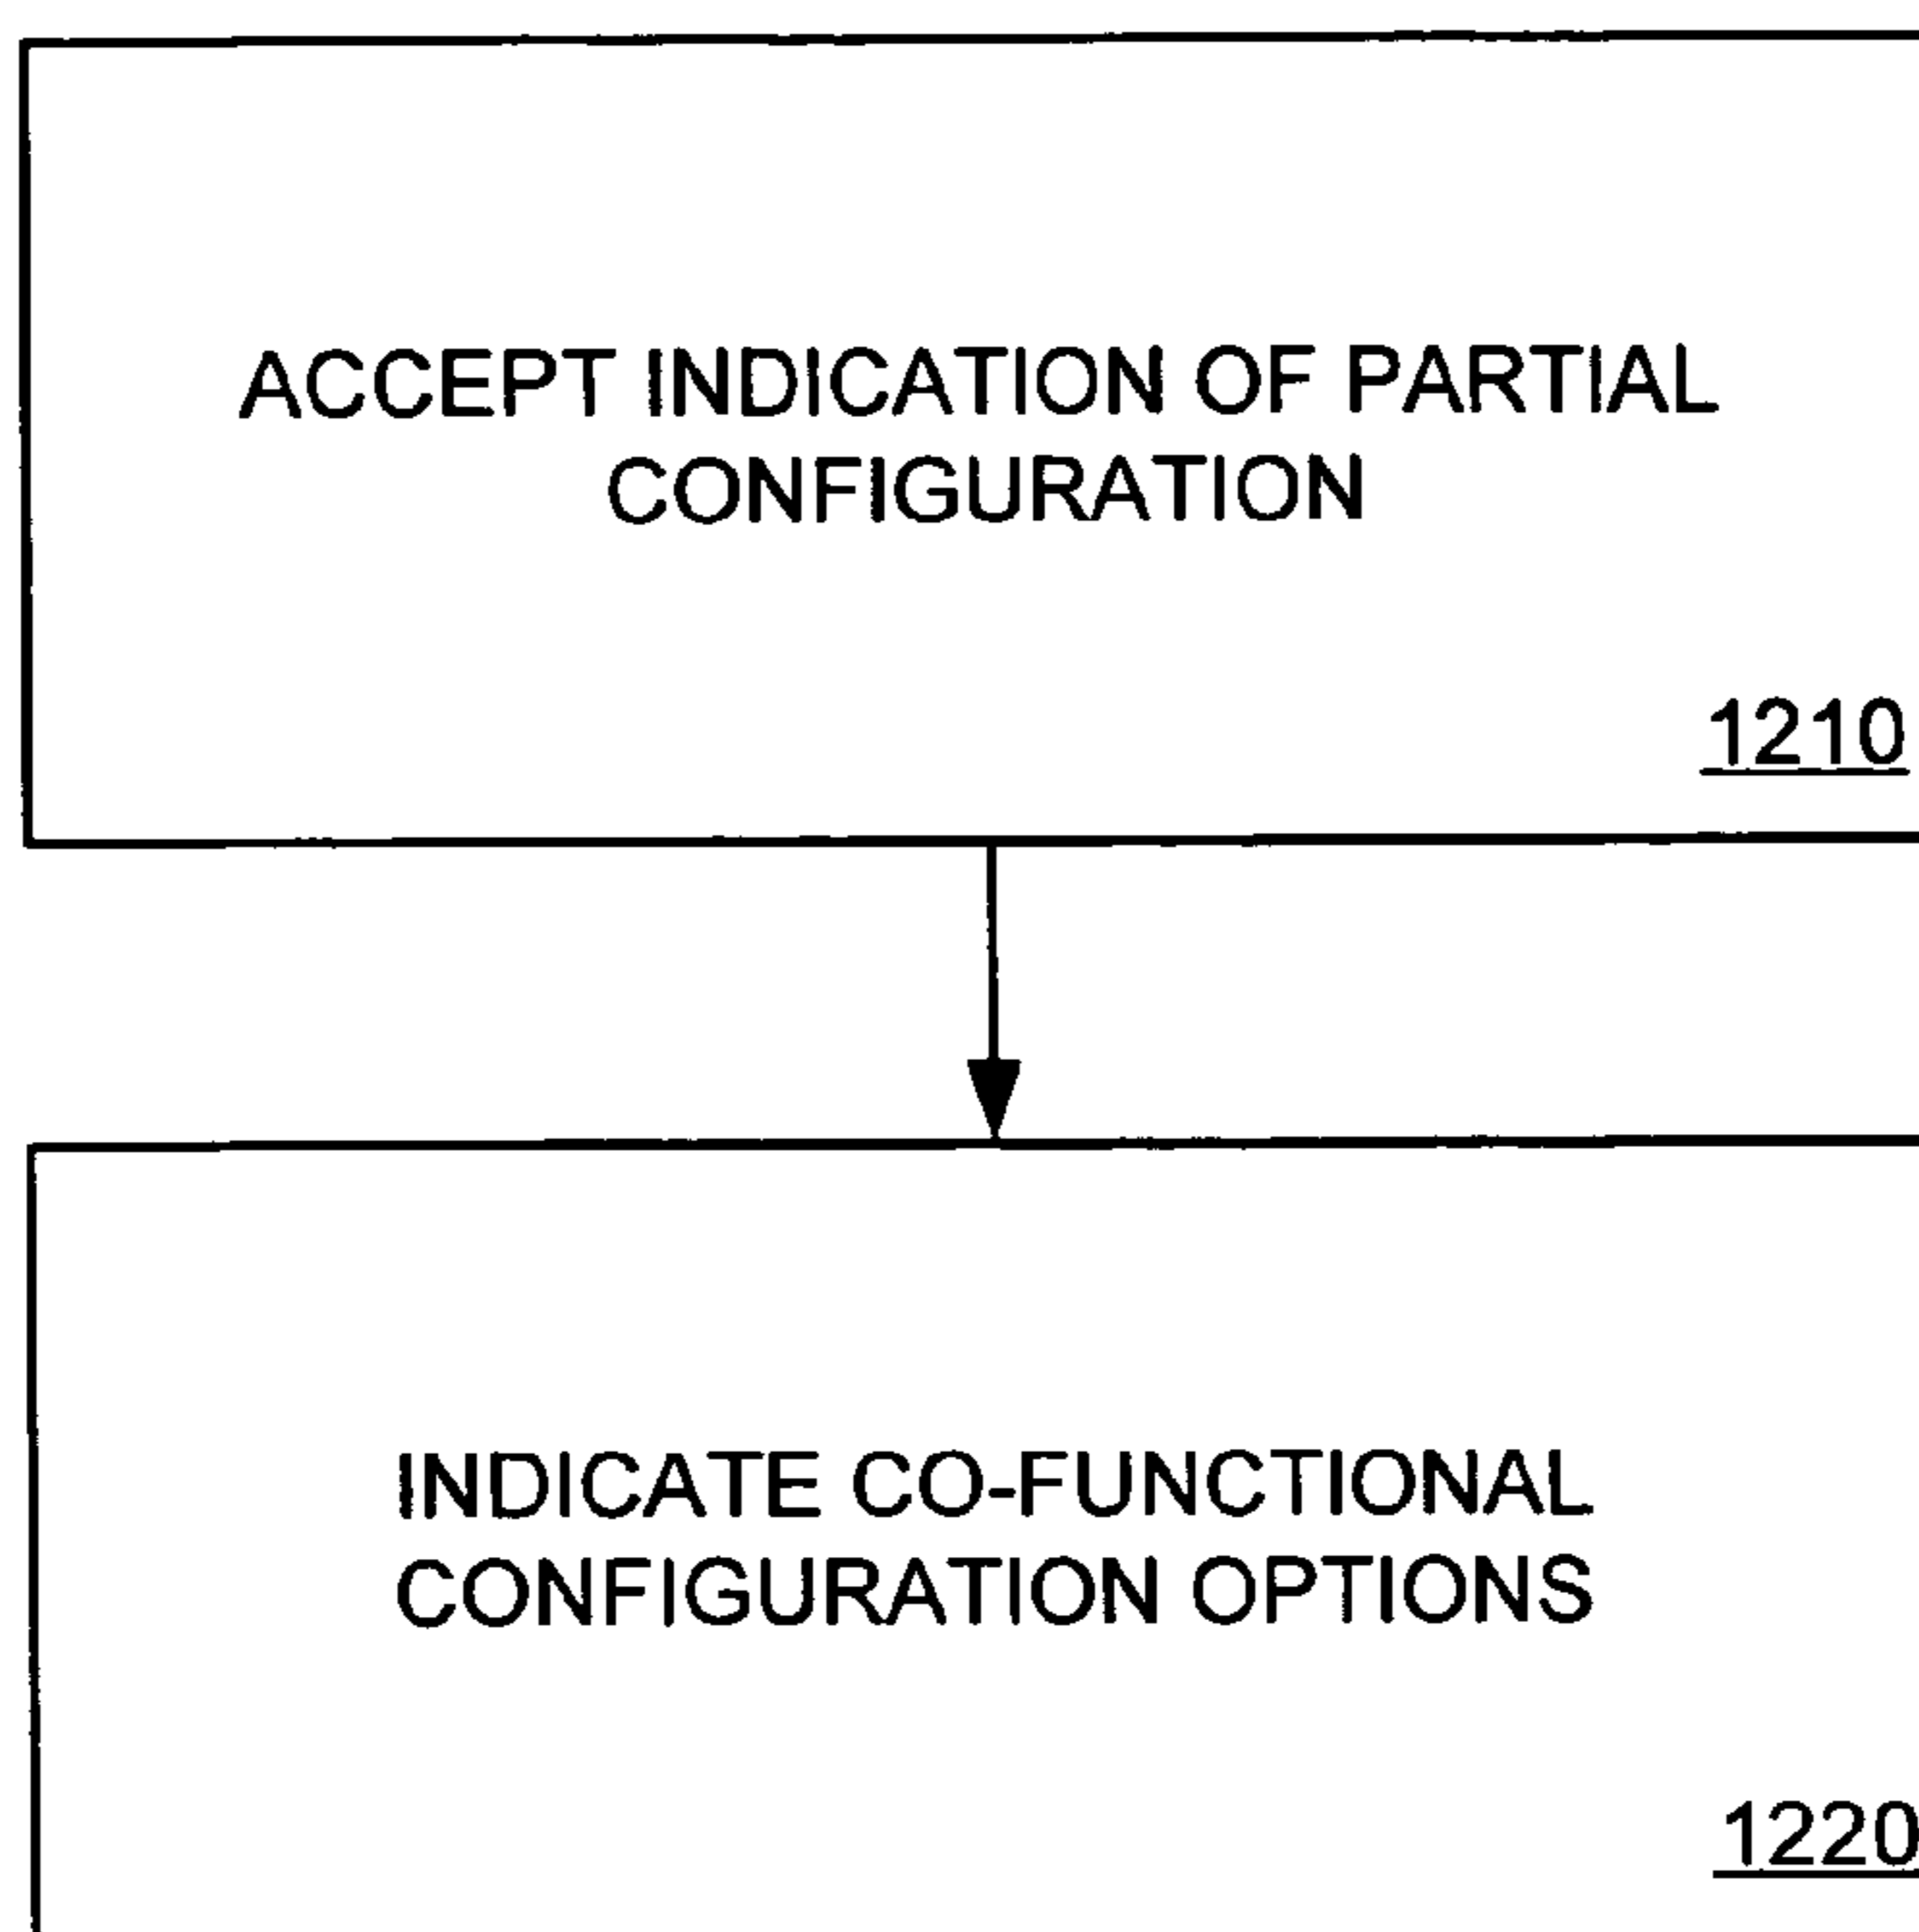 ACCEPT INDICATION OF PARTIAL
CONFIGURATION
1210
INDICATE CO-FUNCTIONAL
CONFIGURATION OPTIONS
1220